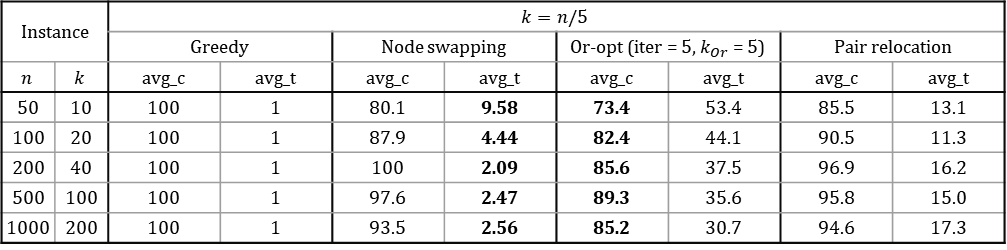 Instance k = n/5
Greedy Node swapping Or-opt (iter = 5, k_Or = 5) Pair relocation
n k avg_c avg_t avg_c avg_t avg_c avg_t avg_c avg_t
50 10 100 1 80.1 9.58 73.4 53.4 85.5 13.1
100 20 100 1 87.9 4.44 82.4 44.1 90.5 11.3
200 40 100 1 100 2.09 85.6 37.5 96.9 16.2
500 100 100 1 97.6 2.47 89.3 35.6 95.8 15.0
1000 200 100 1 93.5 2.56 85.2 30.7 94.6 17.3